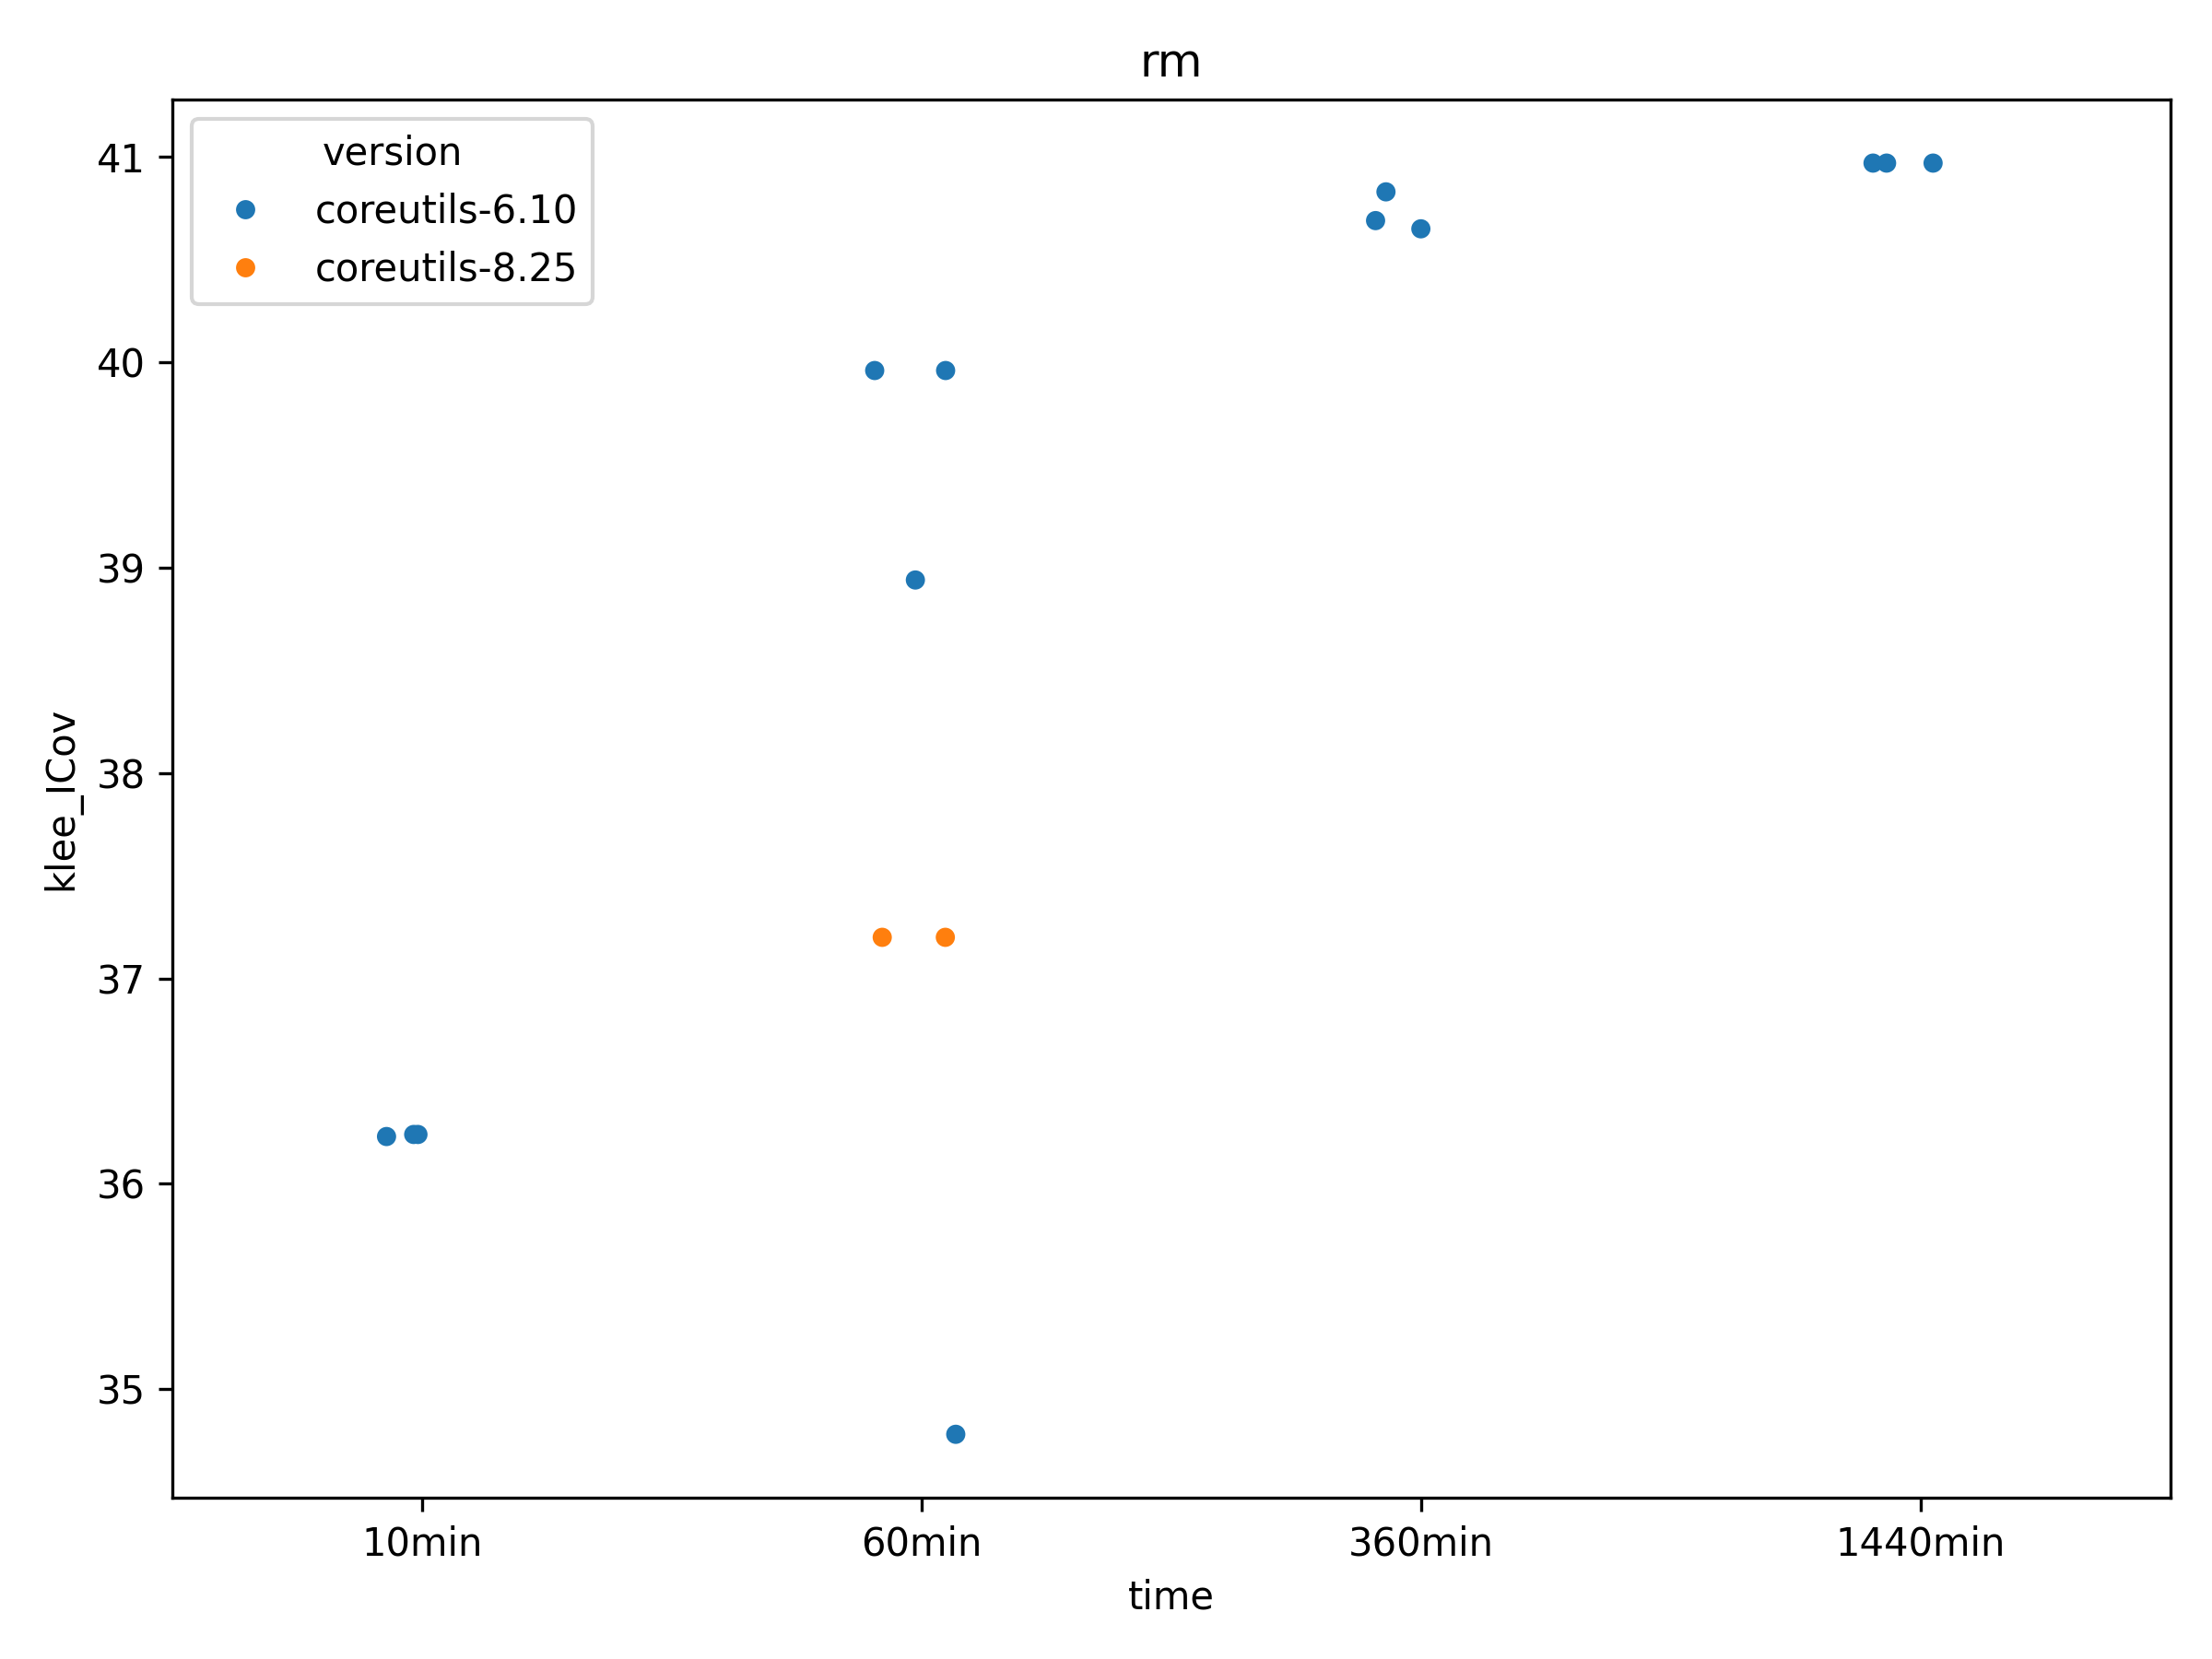 rm
version
coreutils-6.10
coreutils-8.25
41
40
39
38
37
36
35
klee_ICov
10min
60min
360min
1440min
time